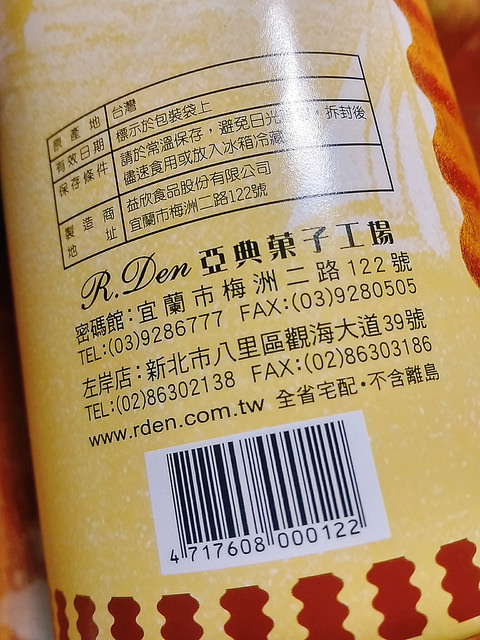 原產地 台灣
有效日期 標示於包裝袋上
保存條件 請於常溫保存，避免日光，拆封後
儘速食用或放入冰箱冷藏
製造商 益欣食品股份有限公司
地址 宜蘭市梅洲二路122號
R.Den 亞典菓子工場
密碼館：宜蘭市梅洲二路122號
TEL:(03)9286777 FAX:(03)9280505
左岸店：新北市八里區觀海大道39號
TEL:(02)86302138 FAX:(02)86303186
www.rden.com.tw 全省宅配·不含離島
4 717608 000122